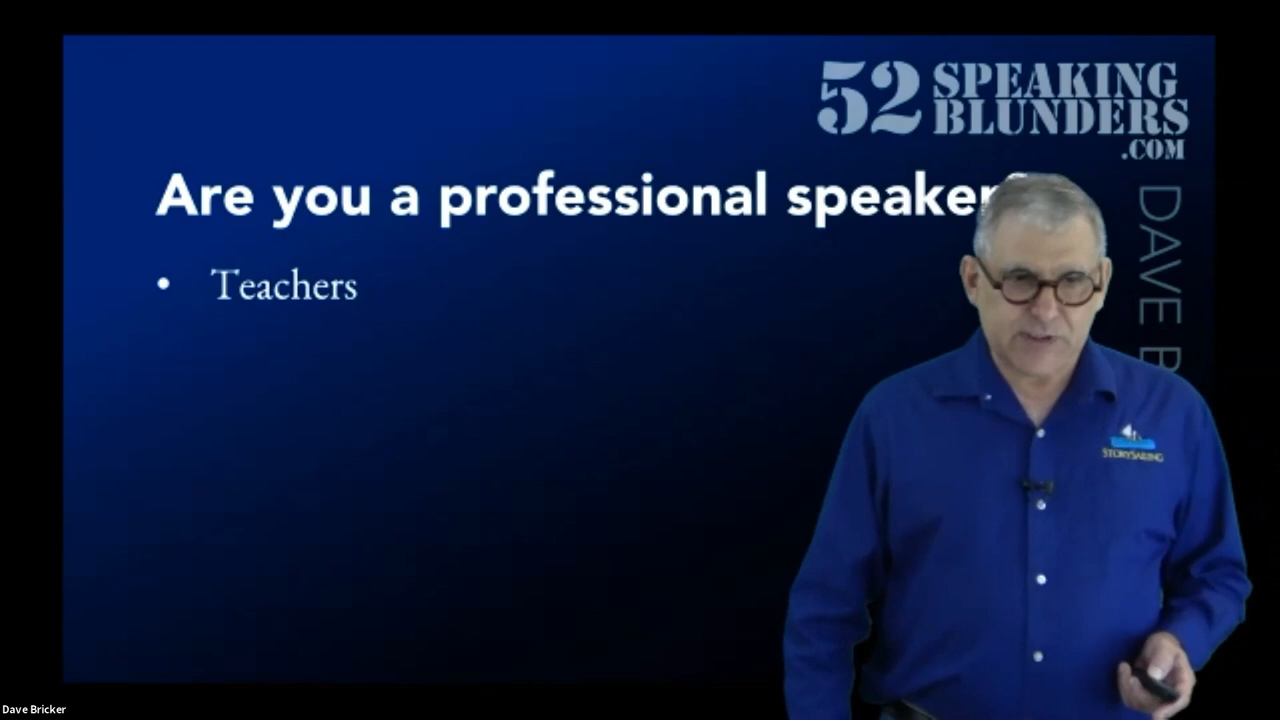 52 SPEAKING
BLUNDERS
.COM
DAVE B
Are you a professional speaker?
• Teachers
STORYSAILING
Dave Bricker